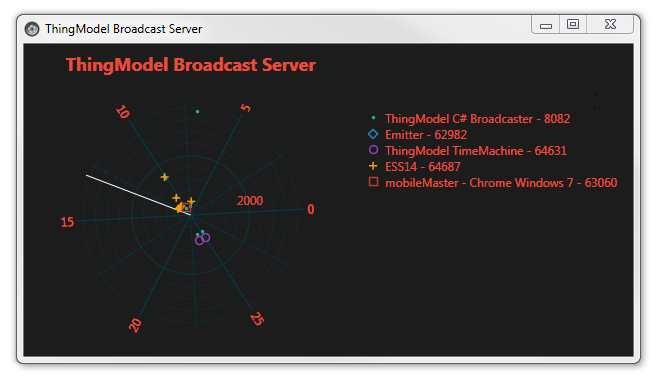 ThingModel Broadcast Server
ThingModel Broadcast Server
10
5
2000
0
15
20
25
ThingModel C# Broadcaster - 8082
Emitter - 62982
ThingModel TimeMachine - 64631
ESS14 - 64687
mobileMaster - Chrome Windows 7 - 63060